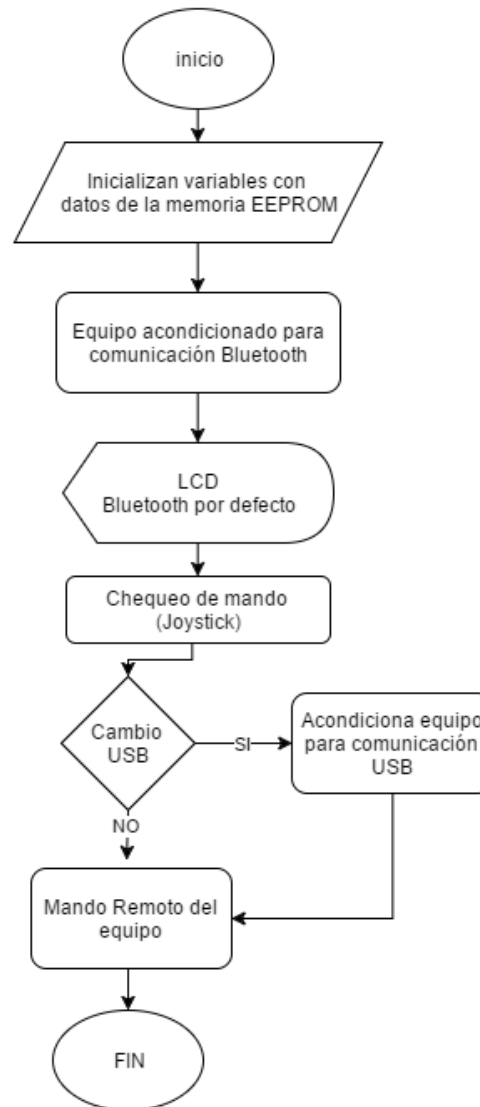 inicio
Inicializan variables con
datos de la memoria EEPROM
Equipo acondicionado para
comunicación Bluetooth
LCD
Bluetooth por defecto
Chequeo de mando
(Joystick)
Cambio
USB
SI
Acondiciona equipo
para comunicación
USB
NO
Mando Remoto del
equipo
FIN